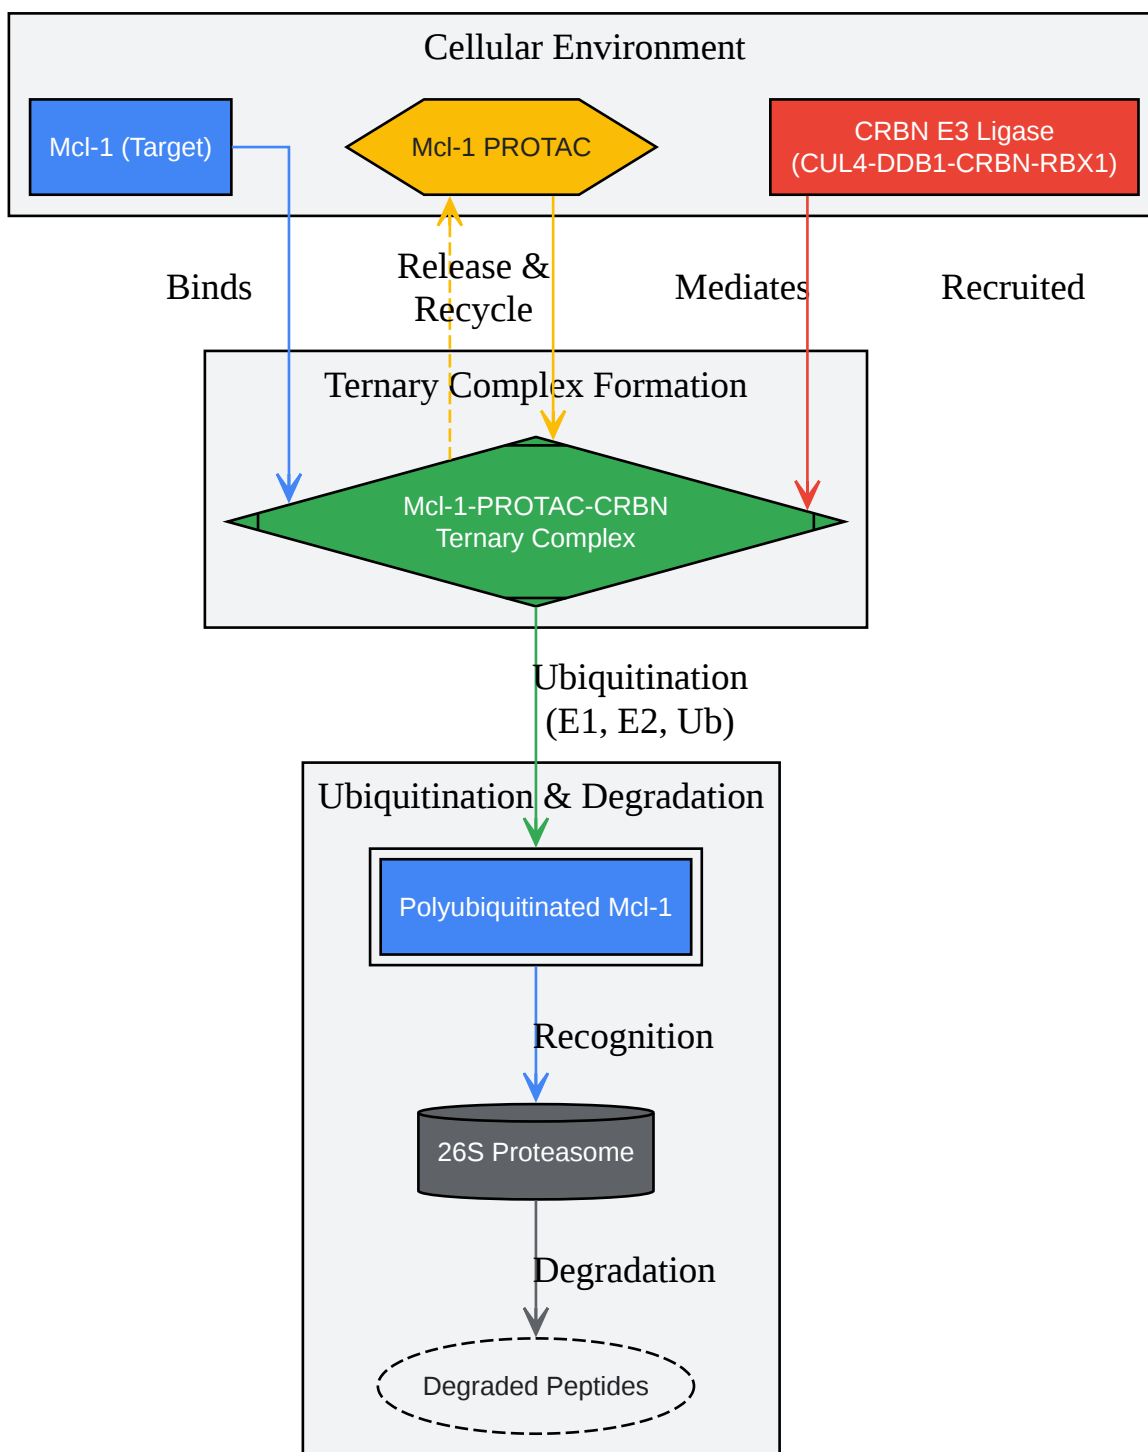 Cellular Environment
Mcl-1 (Target)
Mcl-1 PROTAC
CRBN E3 Ligase
(CUL4-DDB1-CRBN-RBX1)
Binds
Release &
Recycle
Mediates
Recruited
Ternary Complex Formation
Mcl-1-PROTAC-CRBN
Ternary Complex
Ubiquitination
(E1, E2, Ub)
Ubiquitination & Degradation
Polyubiquitinated Mcl-1
Recognition
26S Proteasome
Degradation
Degraded Peptides